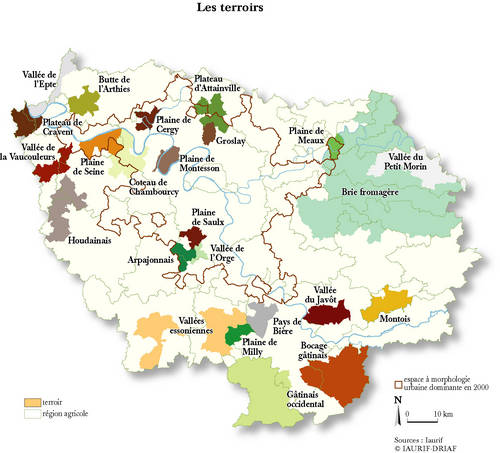 Les terroirs
Vallée de
l'Epte
Butte de
l'Arthies
Plateau
d'Attainville
Plateau de
Cravent
Plaine de
Cergy
Groslay
Plaine de
Meaux
Vallée de
la Vaucouleurs
Plaine
de Seine
Plaine de
Montesson
Vallée du
Petit Morin
Coteau de
Chambourcy
Brie fromagère
Houdainais
Plaine
de Saulx
Arpajonnais
Vallée de
l'Orge
Vallée
du Javôt
Montois
Vallées
essoniennes
Pays de
Bière
Plaine de
Milly
Bocage
gâtinais
Gâtinais
occidental
espace à morphologie
urbaine dominante en 2000
terroir
région agricole
N
0 10 km
Sources : Iaurif
© IAURIF-DRIAF